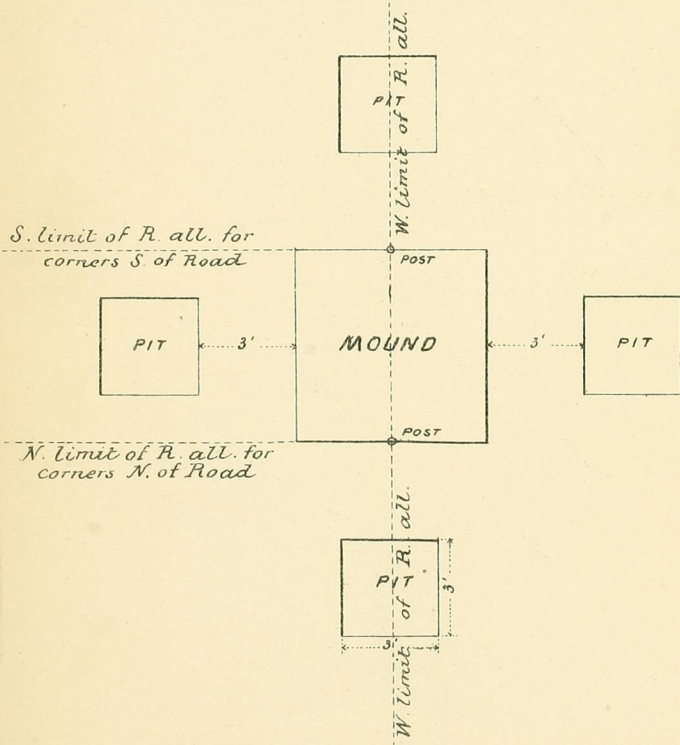 W. limit of R. all.
PIT
S. limit of R. all. for
corners S. of Road
POST
PIT
3'
MOUND
3'
PIT
POST
N. limit of R. all. for
corners N. of Road
W. limit of R. all.
PIT
3'
3'